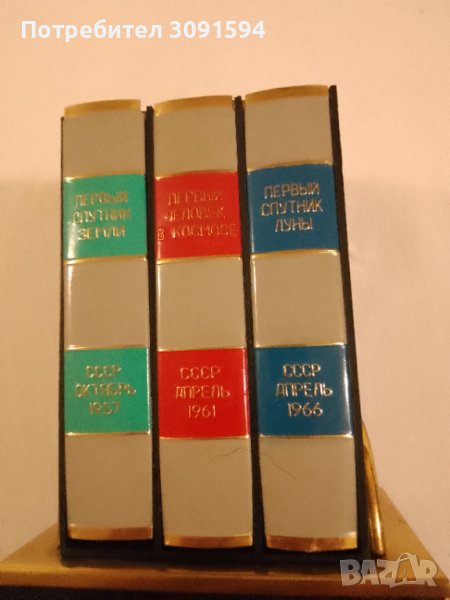 Потребител 3091594
ПЕРВЫЙ
СПУТНИК
ЗЕМЛИ
СССР
ОКТЯБРЬ
1957
ПЕРВЫЙ
ЧЕЛОВЕК
В КОСМОСЕ
СССР
АПРЕЛЬ
1961
ПЕРВЫЙ
СПУТНИК
ЛУНЫ
СССР
АПРЕЛЬ
1966
BAZAR